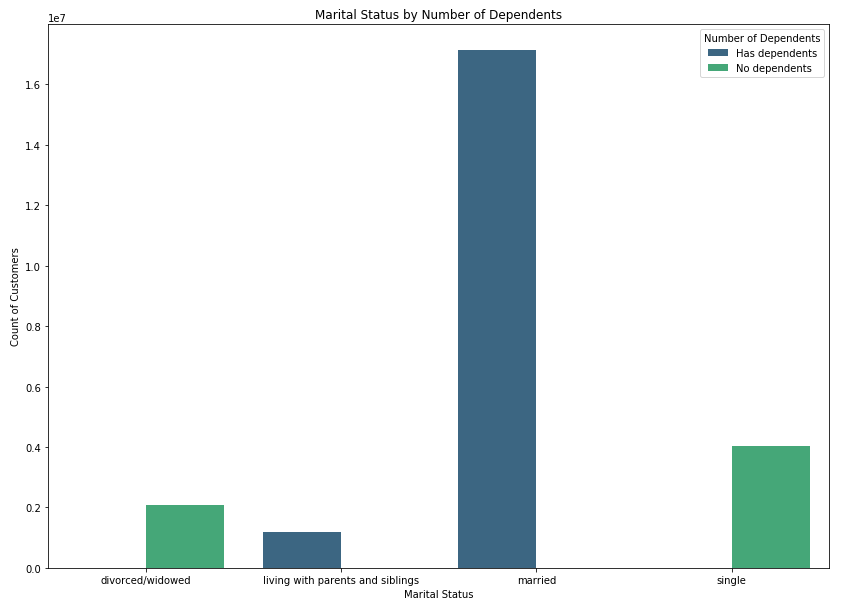 Marital Status by Number of Dependents
1e7
Number of Dependents
Has dependents
No dependents
1.6
1.4
1.2
1.0
0.8
0.6
0.4
0.2
0.0
Count of Customers
divorced/widowed
living with parents and siblings
married
single
Marital Status